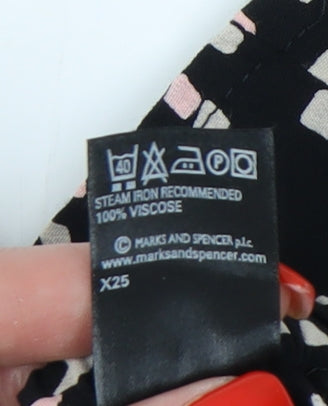 40 P
STEAM IRON RECOMMENDED
100% VISCOSE
© MARKS AND SPENCER p.l.c.
www.marksandspencer.com
X25